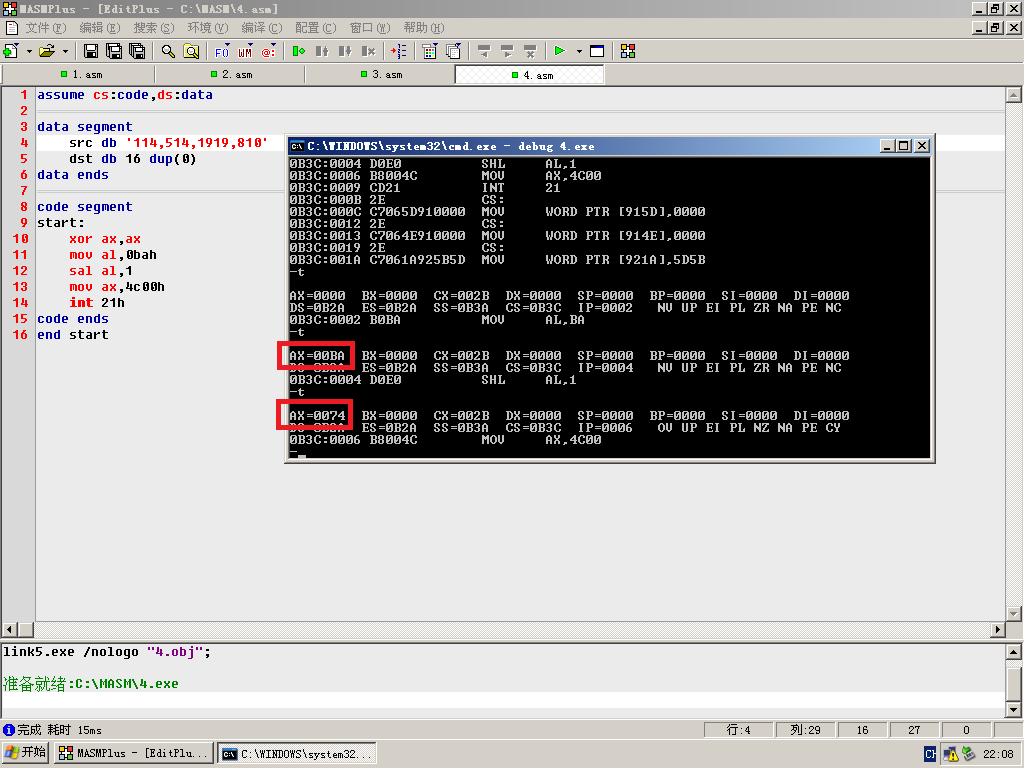 MASMPlus - [EditPlus - C:\MASM\4.asm]
文件(F) 编辑(E) 搜索(S) 环境(V) 编译(C) 配置(C) 窗口(W) 帮助(H)
FO WM @:
1.asm 2.asm 3.asm 4.asm
1 assume cs:code,ds:data
2
3 data segment
4 src db '114,514,1919,810'
5 dst db 16 dup(0)
6 data ends
7
8 code segment
9 start:
10 xor ax,ax
11 mov al,0bah
12 sal al,1
13 mov ax,4c00h
14 int 21h
15 code ends
16 end start
C:\WINDOWS\system32\cmd.exe - debug 4.exe
0B3C:0004 D0E0 SHL AL,1
0B3C:0006 B8004C MOV AX,4C00
0B3C:0009 CD21 INT 21
0B3C:000B 2E CS:
0B3C:000C C7065D910000 MOV WORD PTR [915D],0000
0B3C:0012 2E CS:
0B3C:0013 C7064E910000 MOV WORD PTR [914E],0000
0B3C:0019 2E CS:
0B3C:001A C7061A925B5D MOV WORD PTR [921A],5D5B
-t
AX=0000 BX=0000 CX=002B DX=0000 SP=0000 BP=0000 SI=0000 DI=0000
DS=0B2A ES=0B2A SS=0B3A CS=0B3C IP=0002 NV UP EI PL ZR NA PE NC
0B3C:0002 B0BA MOV AL,BA
-t
AX=00BA BX=0000 CX=002B DX=0000 SP=0000 BP=0000 SI=0000 DI=0000
DS=0B2A ES=0B2A SS=0B3A CS=0B3C IP=0004 NV UP EI PL ZR NA PE NC
0B3C:0004 D0E0 SHL AL,1
-t
AX=0074 BX=0000 CX=002B DX=0000 SP=0000 BP=0000 SI=0000 DI=0000
DS=0B2A ES=0B2A SS=0B3A CS=0B3C IP=0006 OV UP EI PL NZ NA PE CY
0B3C:0006 B8004C MOV AX,4C00
-
link5.exe /nologo "4.obj";
准备就绪:C:\MASM\4.exe
完成 耗时 15ms 行:4 列:29 16 27 0
开始 MASMPlus - [EditPlu... C:\WINDOWS\system32... CH 22:08